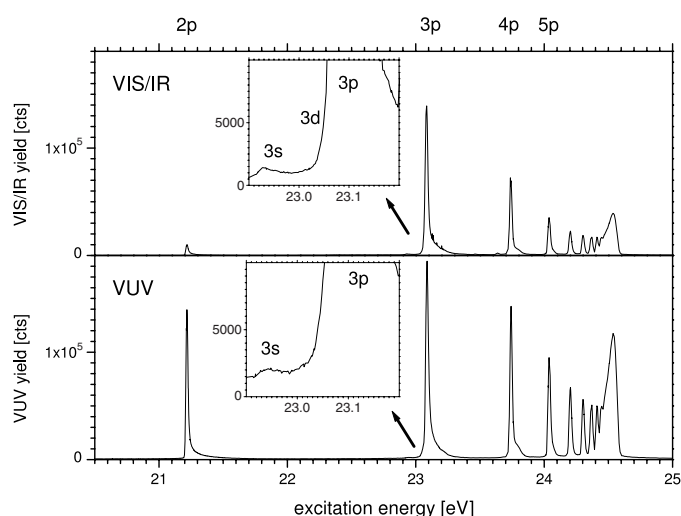 2p 3p 4p 5p
VIS/IR
3p
3d
3s
5000
0
23.0 23.1
1x10⁵
0
VIS/IR yield [cts]
VUV
3p
3s
5000
0
23.0 23.1
1x10⁵
0
VUV yield [cts]
21 22 23 24 25
excitation energy [eV]